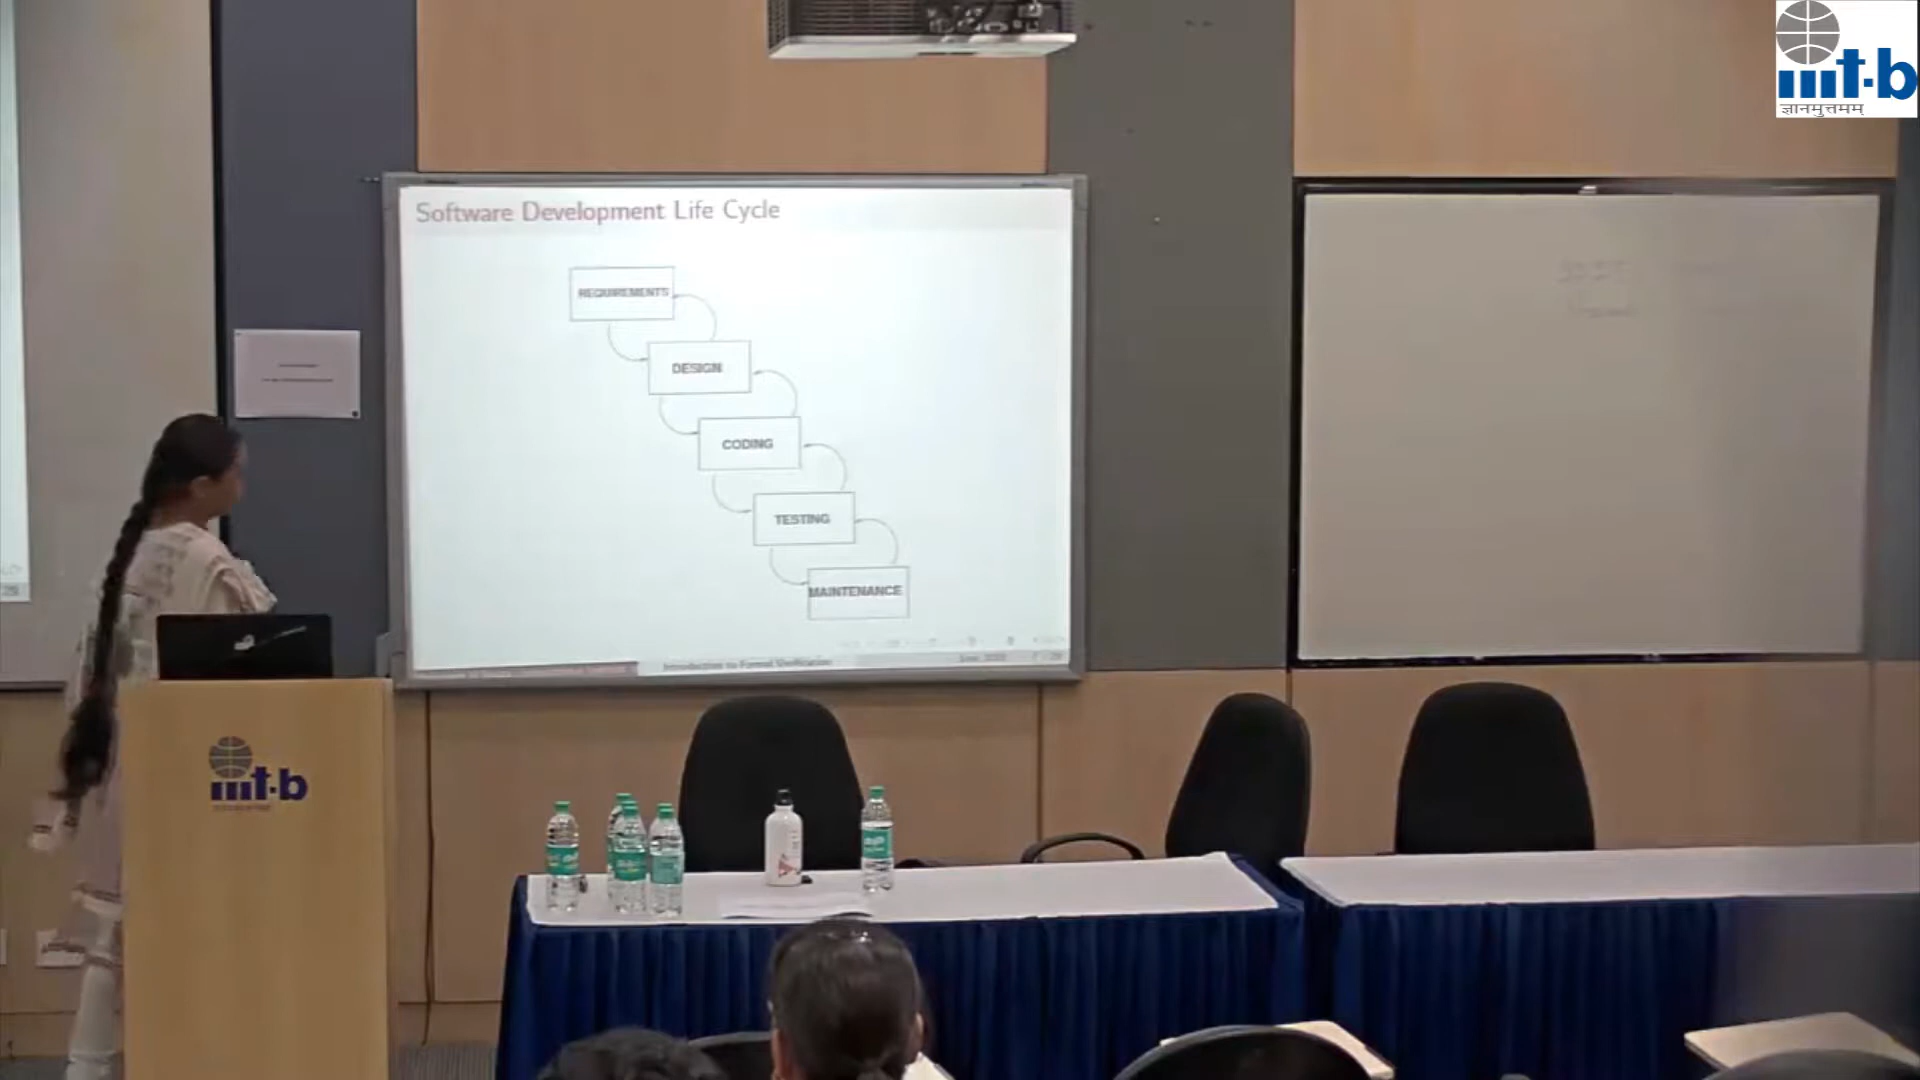 iiit-b
ज्ञानमुत्तमम्
Software Development Life Cycle
REQUIREMENTS
DESIGN
CODING
TESTING
MAINTENANCE
Introduction to Formal Verification
iiit-b